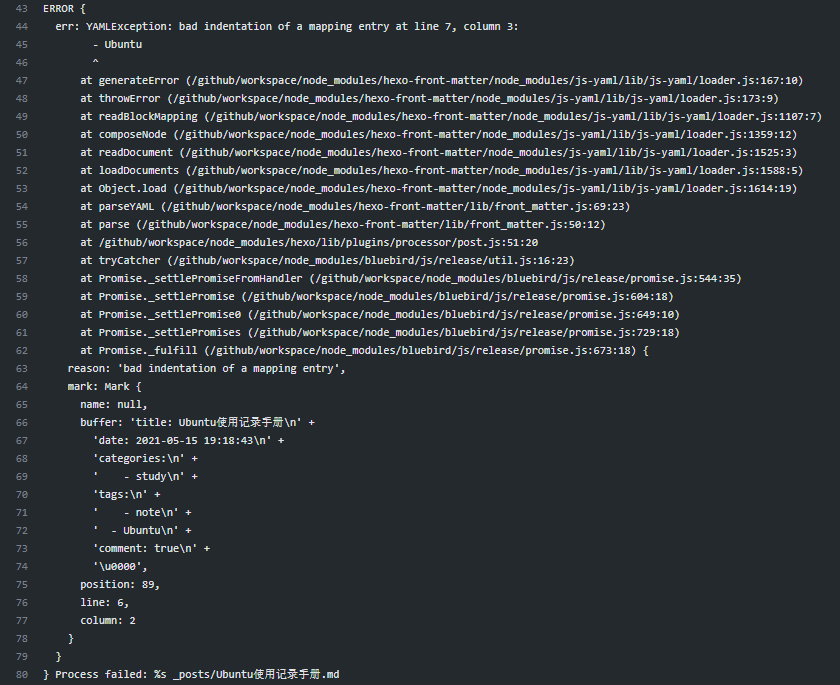 43 ERROR {
44   err: YAMLException: bad indentation of a mapping entry at line 7, column 3:
45         - Ubuntu
46         ^
47       at generateError (/github/workspace/node_modules/hexo-front-matter/node_modules/js-yaml/lib/js-yaml/loader.js:167:10)
48       at throwError (/github/workspace/node_modules/hexo-front-matter/node_modules/js-yaml/lib/js-yaml/loader.js:173:9)
49       at readBlockMapping (/github/workspace/node_modules/hexo-front-matter/node_modules/js-yaml/lib/js-yaml/loader.js:1107:7)
50       at composeNode (/github/workspace/node_modules/hexo-front-matter/node_modules/js-yaml/lib/js-yaml/loader.js:1359:12)
51       at readDocument (/github/workspace/node_modules/hexo-front-matter/node_modules/js-yaml/lib/js-yaml/loader.js:1525:3)
52       at loadDocuments (/github/workspace/node_modules/hexo-front-matter/node_modules/js-yaml/lib/js-yaml/loader.js:1588:5)
53       at Object.load (/github/workspace/node_modules/hexo-front-matter/node_modules/js-yaml/lib/js-yaml/loader.js:1614:19)
54       at parseYAML (/github/workspace/node_modules/hexo-front-matter/lib/front_matter.js:69:23)
55       at parse (/github/workspace/node_modules/hexo-front-matter/lib/front_matter.js:50:12)
56       at /github/workspace/node_modules/hexo/lib/plugins/processor/post.js:51:20
57       at tryCatcher (/github/workspace/node_modules/bluebird/js/release/util.js:16:23)
58       at Promise._settlePromiseFromHandler (/github/workspace/node_modules/bluebird/js/release/promise.js:544:35)
59       at Promise._settlePromise (/github/workspace/node_modules/bluebird/js/release/promise.js:604:18)
60       at Promise._settlePromise0 (/github/workspace/node_modules/bluebird/js/release/promise.js:649:10)
61       at Promise._settlePromises (/github/workspace/node_modules/bluebird/js/release/promise.js:729:18)
62       at Promise._fulfill (/github/workspace/node_modules/bluebird/js/release/promise.js:673:18) {
63     reason: 'bad indentation of a mapping entry',
64     mark: Mark {
65       name: null,
66       buffer: 'title: Ubuntu使用记录手册\n' +
67         'date: 2021-05-15 19:18:43\n' +
68         'categories:\n' +
69         '    - study\n' +
70         'tags:\n' +
71         '    - note\n' +
72         '  - Ubuntu\n' +
73         'comment: true\n' +
74         '\u0000',
75       position: 89,
76       line: 6,
77       column: 2
78     }
79   }
80 } Process failed: %s _posts/Ubuntu使用记录手册.md